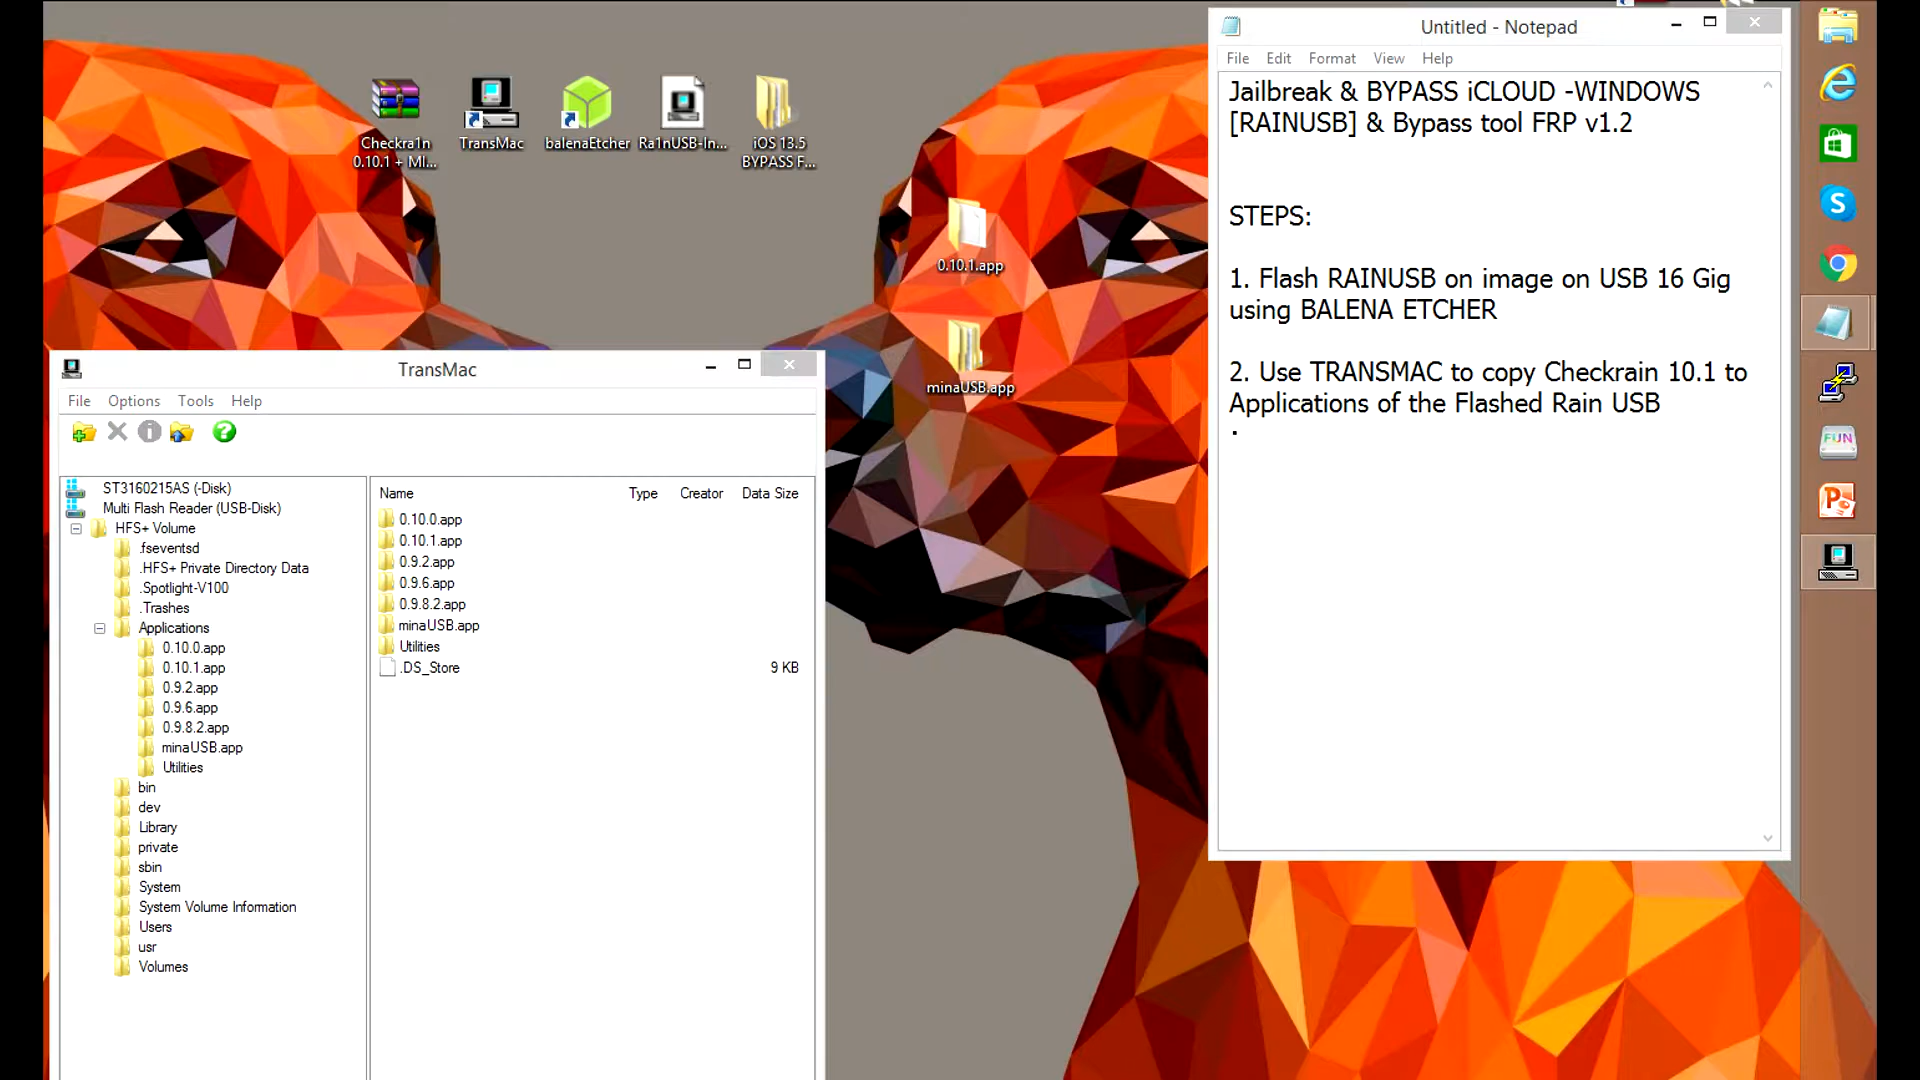 Checkra1n
0.10.1 + MI...
TransMac
balenaEtcher
Ra1nUSB-In...
iOS 13.5
BYPASS F...
0.10.1.app
minaUSB.app
TransMac
File Options Tools Help
ST3160215AS (-Disk)
Multi Flash Reader (USB-Disk)
HFS+ Volume
.fseventsd
.HFS+ Private Directory Data
.Spotlight-V100
.Trashes
Applications
0.10.0.app
0.10.1.app
0.9.2.app
0.9.6.app
0.9.8.2.app
minaUSB.app
Utilities
bin
dev
Library
private
sbin
System
System Volume Information
Users
usr
Volumes
Name Type Creator Data Size
0.10.0.app
0.10.1.app
0.9.2.app
0.9.6.app
0.9.8.2.app
minaUSB.app
Utilities
.DS_Store 9 KB
Untitled - Notepad
File Edit Format View Help
Jailbreak & BYPASS iCLOUD -WINDOWS
[RAINUSB] & Bypass tool FRP v1.2
STEPS:
1. Flash RAINUSB on image on USB 16 Gig
using BALENA ETCHER
2. Use TRANSMAC to copy Checkrain 10.1 to
Applications of the Flashed Rain USB
.
FUN